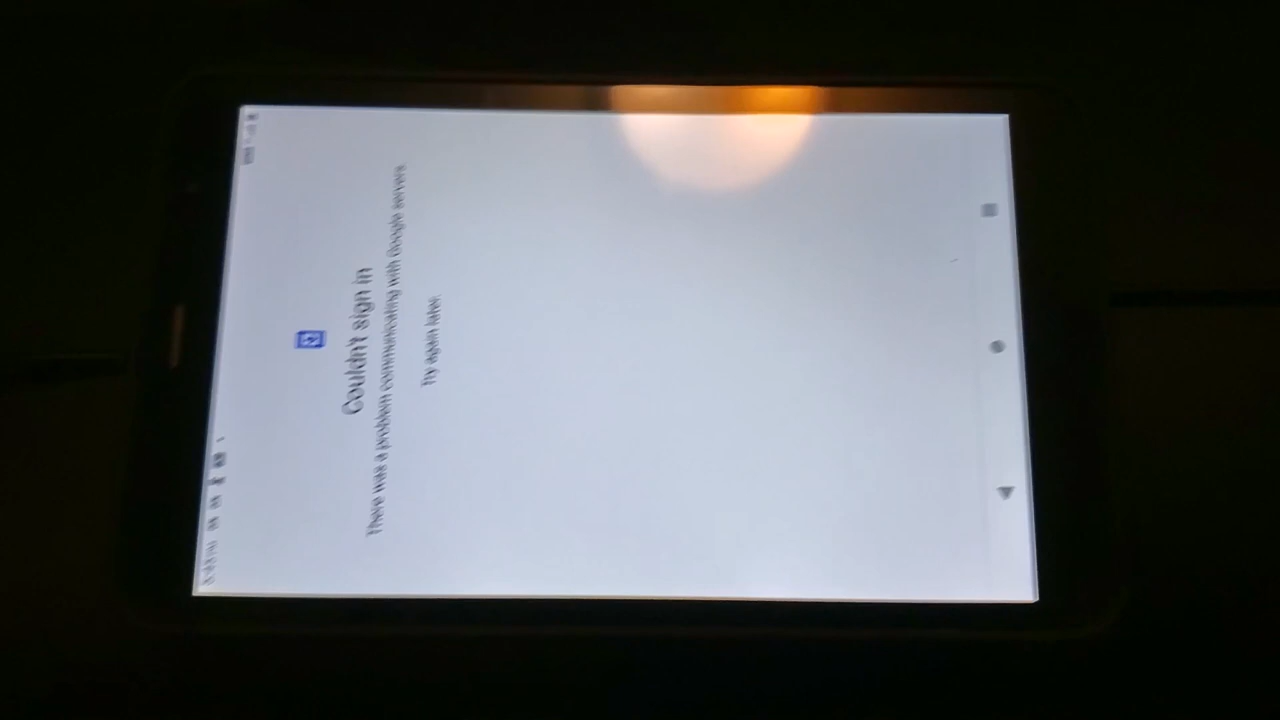 Couldn't sign in
There was a problem communicating with Google servers.
Try again later.